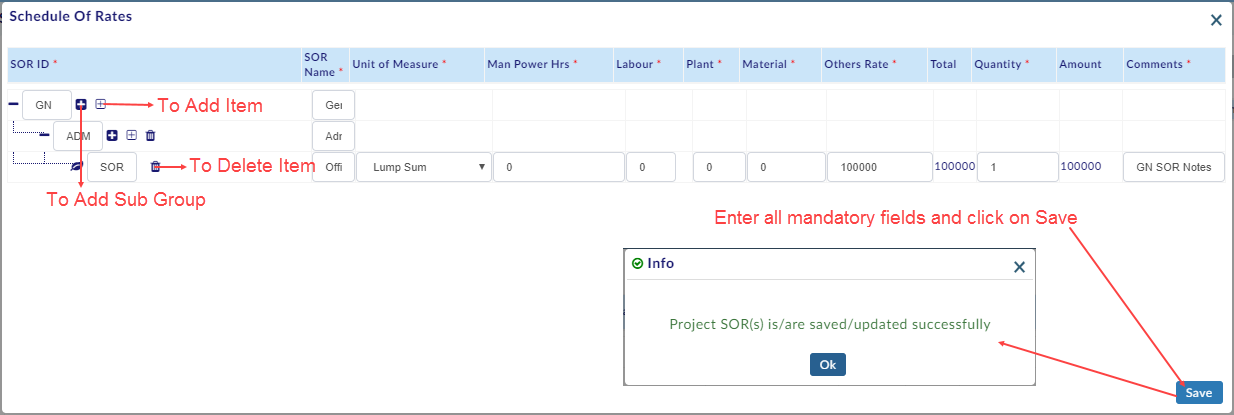 Schedule Of Rates
SOR ID * SOR Name * Unit of Measure * Man Power Hrs * Labour * Plant * Material * Others Rate * Total Quantity * Amount Comments *
GN To Add Item Ger
ADM Adr
SOR To Delete Item Offi Lump Sum 0 0 0 0 100000 100000 1 100000 GN SOR Notes
To Add Sub Group
Enter all mandatory fields and click on Save
Info
Project SOR(s) is/are saved/updated successfully
Ok
Save